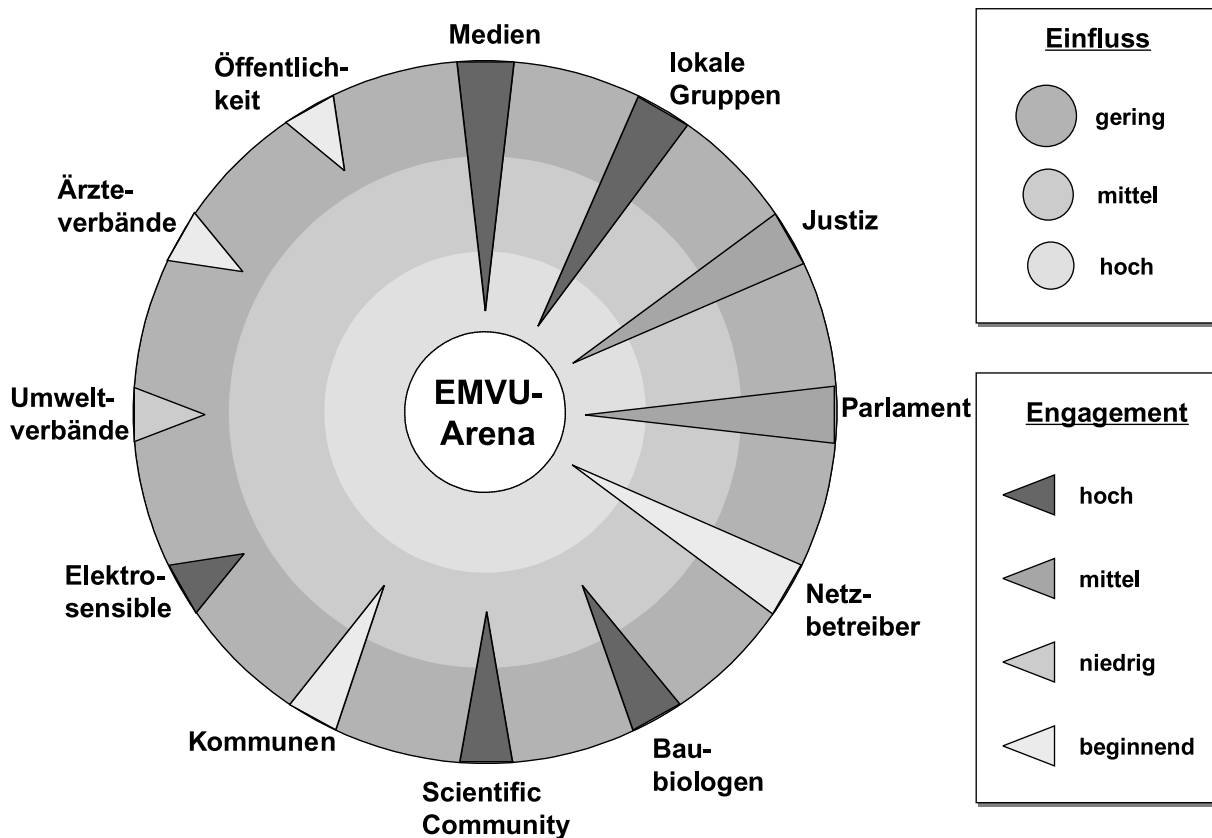 Medien
lokale
Gruppen
Öffentlich-
keit
Ärzte-
verbände
Justiz
Umwelt-
verbände
EMVU-
Arena
Parlament
Elektro-
sensible
Netz-
betreiber
Kommunen
Scientific
Community
Bau-
biologen
Einfluss
gering
mittel
hoch
Engagement
hoch
mittel
niedrig
beginnend